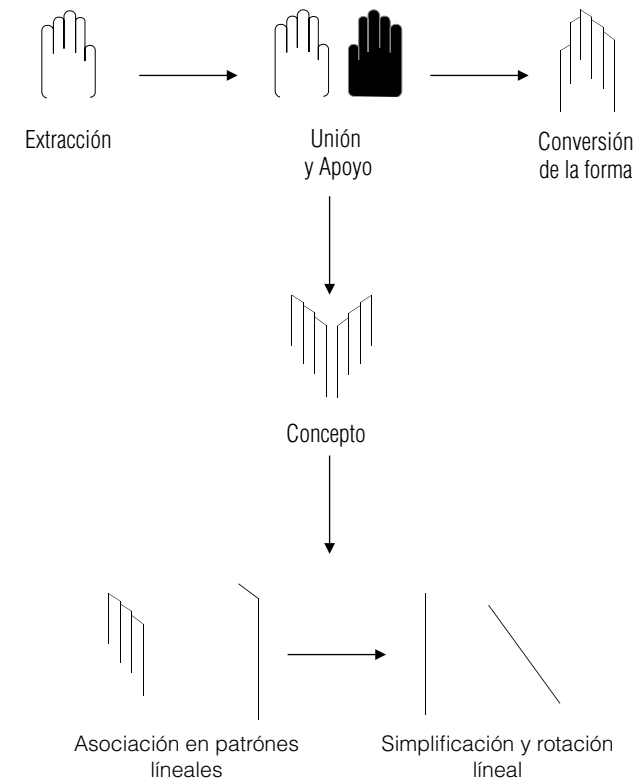 Extracción
Unión
y Apoyo
Conversión
de la forma
Concepto
Asociación en patrónes
líneales
Simplificación y rotación
líneal